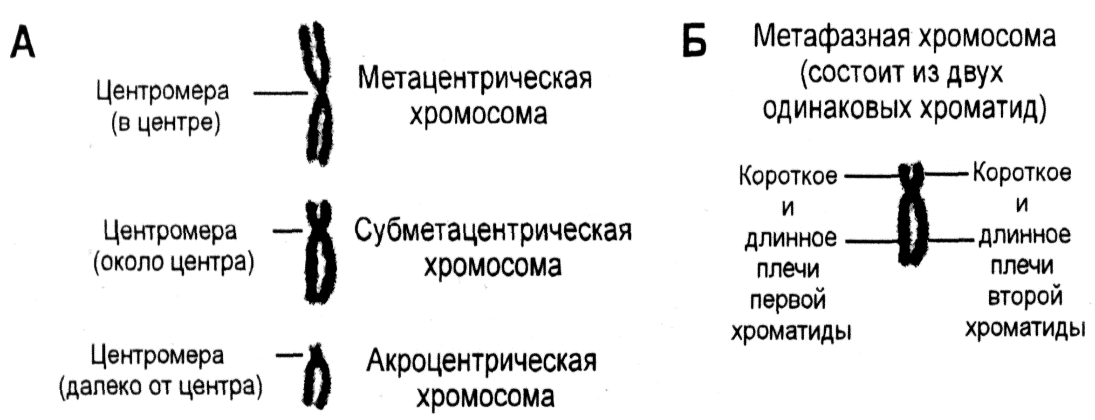 А
Центромера
(в центре)
Метацентрическая
хромосома
Центромера
(около центра)
Субметацентрическая
хромосома
Центромера
(далеко от центра)
Акроцентрическая
хромосома
Б
Метафазная хромосома
(состоит из двух
одинаковых хроматид)
Короткое
и
длинное
плечи
первой
хроматиды
Короткое
и
длинное
плечи
второй
хроматиды